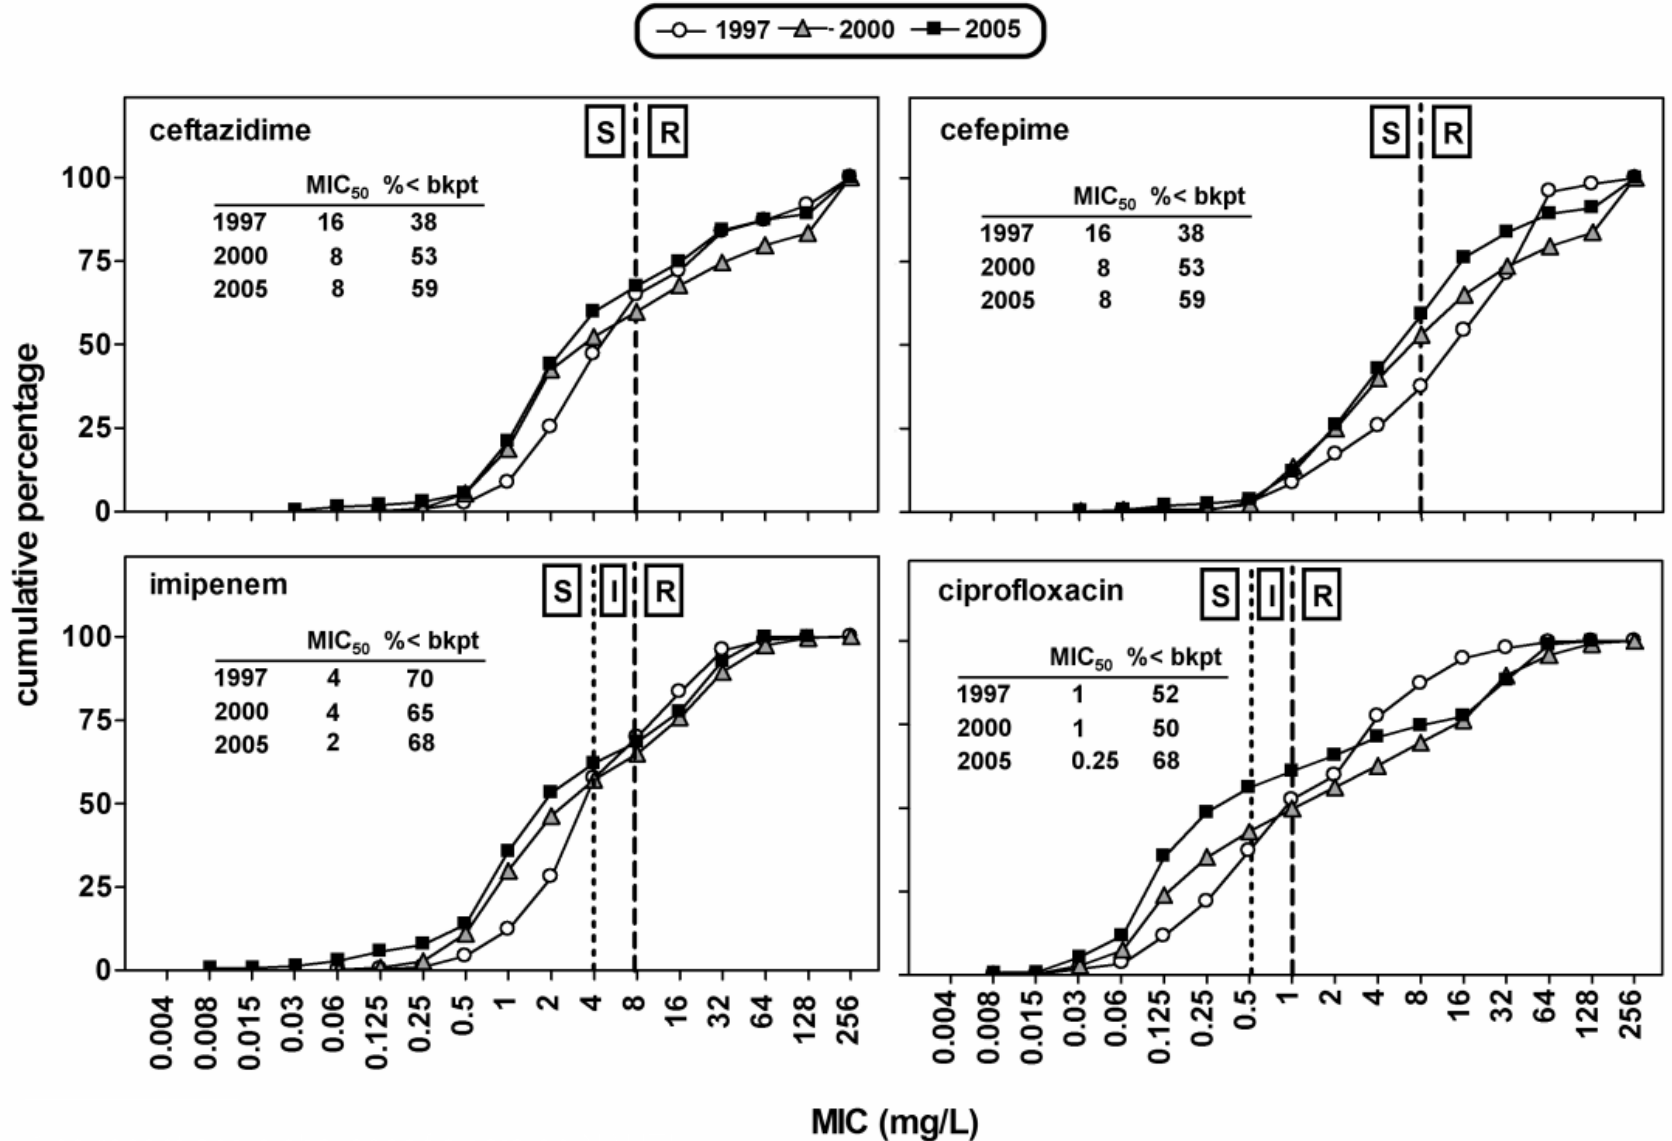 1997 2000 2005
ceftazidime
S R
MIC50 %< bkpt
1997 16 38
2000 8 53
2005 8 59
100
75
50
25
0
cefepime
S R
MIC50 %< bkpt
1997 16 38
2000 8 53
2005 8 59
cumulative percentage
imipenem
S I R
MIC50 %< bkpt
1997 4 70
2000 4 65
2005 2 68
100
75
50
25
0
0.004 0.008 0.015 0.03 0.06 0.125 0.25 0.5 1 2 4 8 16 32 64 128 256
ciprofloxacin
S I R
MIC50 %< bkpt
1997 1 52
2000 1 50
2005 0.25 68
0.004 0.008 0.015 0.03 0.06 0.125 0.25 0.5 1 2 4 8 16 32 64 128 256
MIC (mg/L)